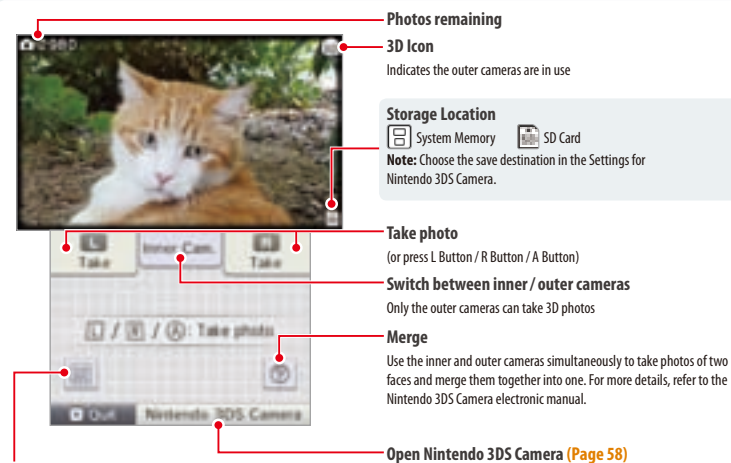 Photos remaining
3D Icon
Indicates the outer cameras are in use
Storage Location
System Memory SD Card
Note: Choose the save destination in the Settings for
Nintendo 3DS Camera.
Take photo
(or press L Button / R Button / A Button)
Switch between inner / outer cameras
Only the outer cameras can take 3D photos
Merge
Use the inner and outer cameras simultaneously to take photos of two
faces and merge them together into one. For more details, refer to the
Nintendo 3DS Camera electronic manual.
Open Nintendo 3DS Camera (Page 58)
L Inner Cam. R
Take Take
L / R / A: Take photo
Quit Nintendo 3DS Camera